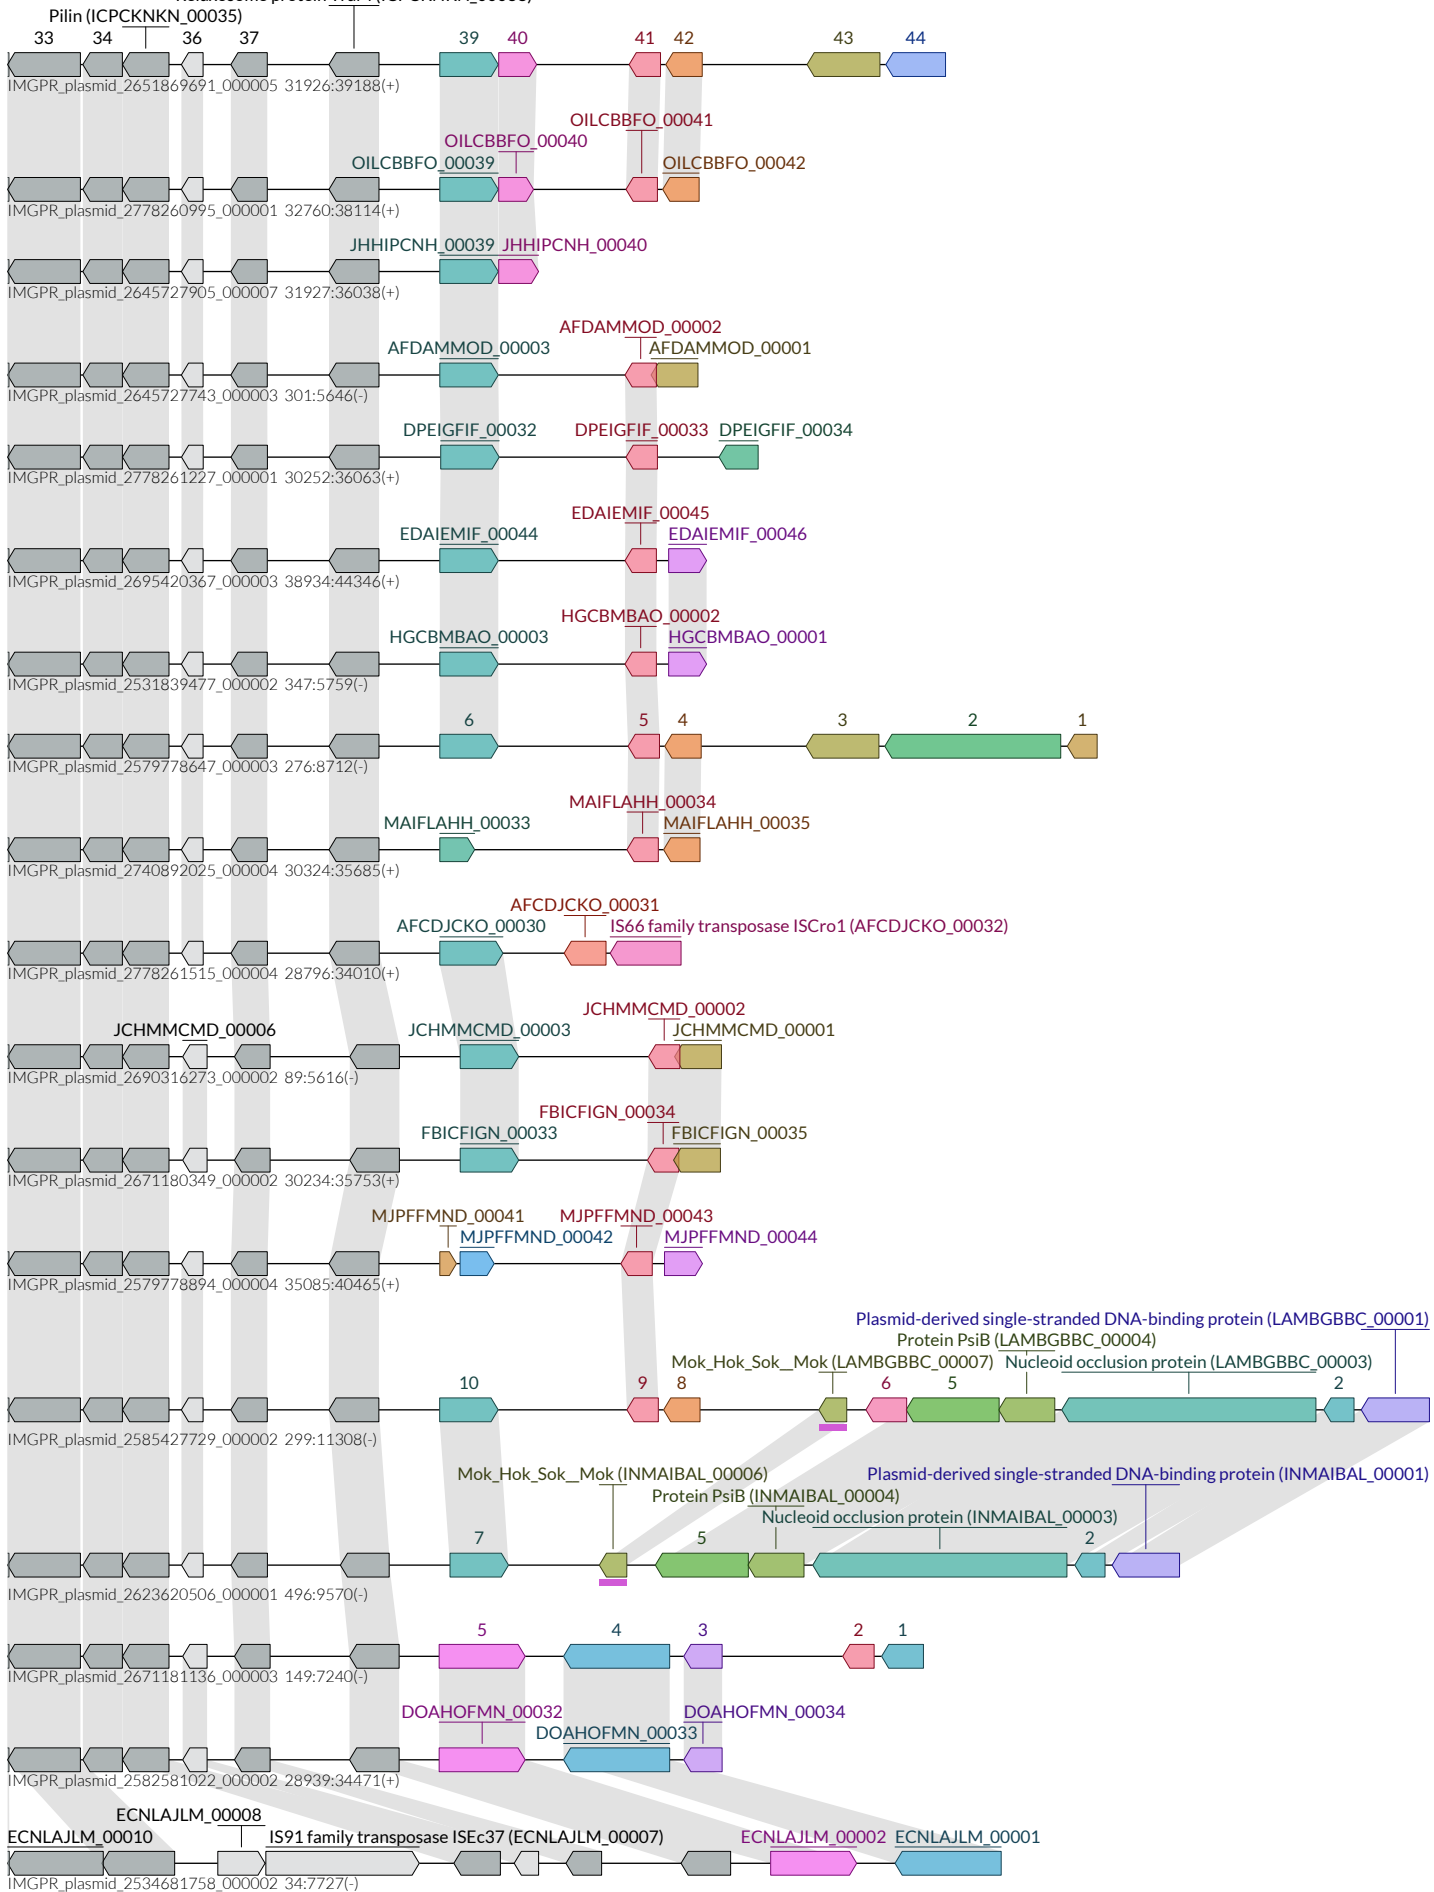 Pilin (ICPCKNKN_00035)
33 34 36 37 39 40 41 42 43 44
IMGPR_plasmid_2651869691_000005 31926:39188(+)
OILCBBFO_00041
OILCBBFO_00040
OILCBBFO_00039 OILCBBFO_00042
IMGPR_plasmid_2778260995_000001 32760:38114(+)
JHHIPCNH_00039 JHHIPCNH_00040
IMGPR_plasmid_2645727905_000007 31927:36038(+)
AFDAMMOD_00002
AFDAMMOD_00003 AFDAMMOD_00001
IMGPR_plasmid_2645727743_000003 301:5646(-)
DPEIGFIF_00032 DPEIGFIF_00033 DPEIGFIF_00034
IMGPR_plasmid_2778261227_000001 30252:36063(+)
EDAIEMIF_00045
EDAIEMIF_00044 EDAIEMIF_00046
IMGPR_plasmid_2695420367_000003 38934:44346(+)
HGCBMBAO_00002
HGCBMBAO_00003 HGCBMBAO_00001
IMGPR_plasmid_2531839477_000002 347:5759(-)
6 5 4 3 2 1
IMGPR_plasmid_2579778647_000003 276:8712(-)
MAIFLAHH_00034
MAIFLAHH_00033 MAIFLAHH_00035
IMGPR_plasmid_2740892025_000004 30324:35685(+)
AFCDJCKO_00031
AFCDJCKO_00030 IS66 family transposase ISCro1 (AFCDJCKO_00032)
IMGPR_plasmid_2778261515_000004 28796:34010(+)
JCHMMCMD_00002
JCHMMCMD_00006 JCHMMCMD_00003 JCHMMCMD_00001
IMGPR_plasmid_2690316273_000002 89:5616(-)
FBICFIGN_00034
FBICFIGN_00033 FBICFIGN_00035
IMGPR_plasmid_2671180349_000002 30234:35753(+)
MJPFFMND_00041 MJPFFMND_00043
MJPFFMND_00042 MJPFFMND_00044
IMGPR_plasmid_2579778894_000004 35085:40465(+)
Plasmid-derived single-stranded DNA-binding protein (LAMBGBBC_00001)
Protein PsiB (LAMBGBBC_00004)
Mok_Hok_Sok__Mok (LAMBGBBC_00007) Nucleoid occlusion protein (LAMBGBBC_00003)
10 9 8 6 5 2
IMGPR_plasmid_2585427729_000002 299:11308(-)
Mok_Hok_Sok__Mok (INMAIBAL_00006) Plasmid-derived single-stranded DNA-binding protein (INMAIBAL_00001)
Protein PsiB (INMAIBAL_00004)
Nucleoid occlusion protein (INMAIBAL_00003)
7 5 2
IMGPR_plasmid_2623620506_000001 496:9570(-)
5 4 3 2 1
IMGPR_plasmid_2671181136_000003 149:7240(-)
DOAHOFMN_00032 DOAHOFMN_00034
DOAHOFMN_00033
IMGPR_plasmid_2582581022_000002 28939:34471(+)
ECNLAJLM_00008
ECNLAJLM_00010 IS91 family transposase ISEc37 (ECNLAJLM_00007) ECNLAJLM_00002 ECNLAJLM_00001
IMGPR_plasmid_2534681758_000002 34:7727(-)